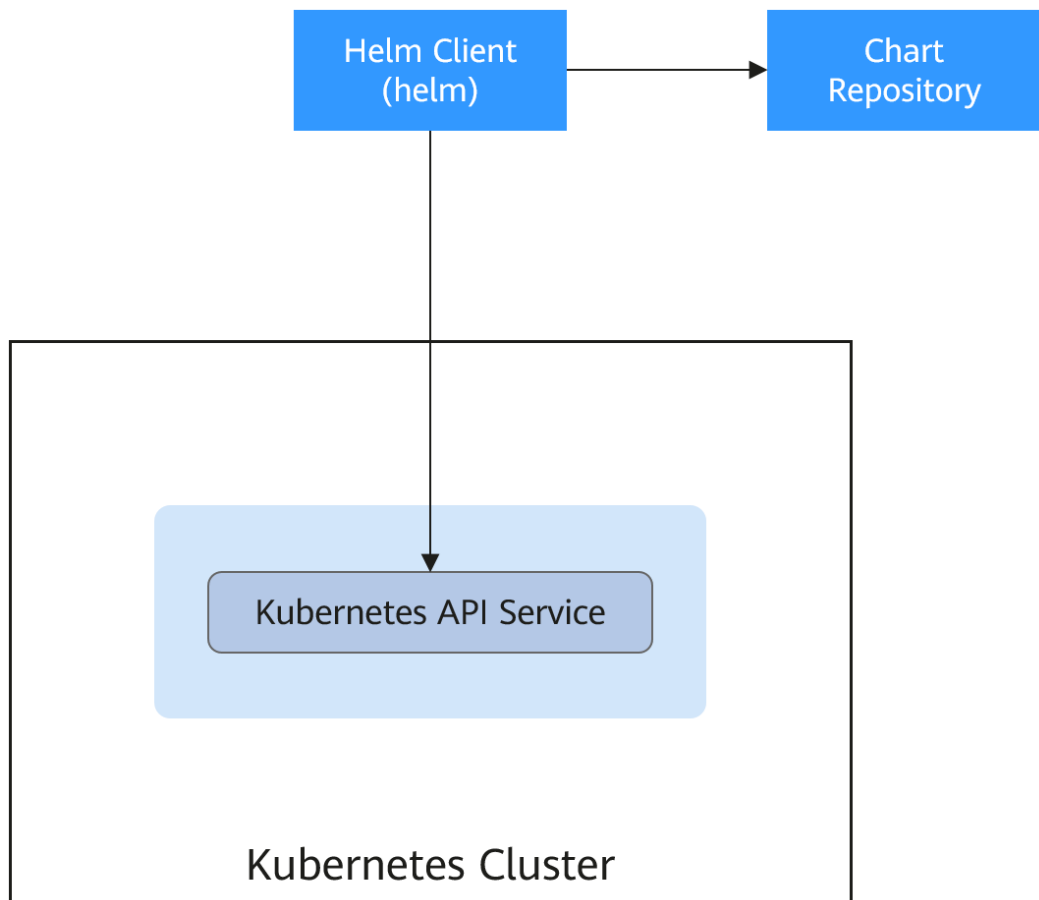 Helm Client
(helm)
Chart
Repository
Kubernetes API Service
Kubernetes Cluster